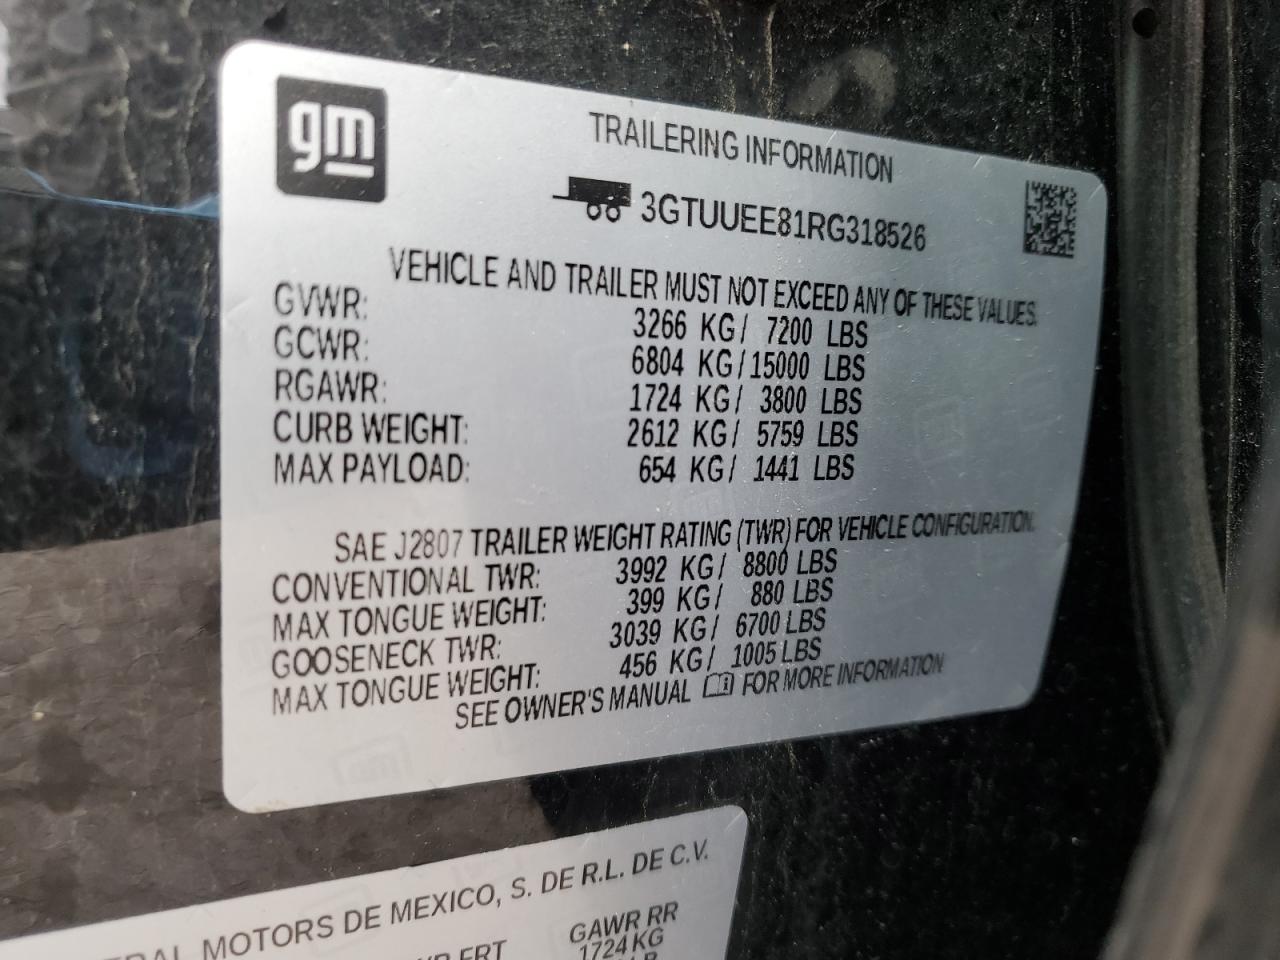 gm
TRAILERING INFORMATION
3GTUUEE81RG318526
VEHICLE AND TRAILER MUST NOT EXCEED ANY OF THESE VALUES.
GVWR: 3266 KG/ 7200 LBS
GCWR: 6804 KG/15000 LBS
RGAWR: 1724 KG/ 3800 LBS
CURB WEIGHT: 2612 KG/ 5759 LBS
MAX PAYLOAD: 654 KG/ 1441 LBS
SAE J2807 TRAILER WEIGHT RATING (TWR) FOR VEHICLE CONFIGURATION.
CONVENTIONAL TWR: 3992 KG/ 8800 LBS
MAX TONGUE WEIGHT: 399 KG/ 880 LBS
GOOSENECK TWR: 3039 KG/ 6700 LBS
MAX TONGUE WEIGHT: 456 KG/ 1005 LBS
SEE OWNER'S MANUAL FOR MORE INFORMATION
MOTORS DE MEXICO, S. DE R.L. DE C.V.
FRT GAWR RR
1724 KG